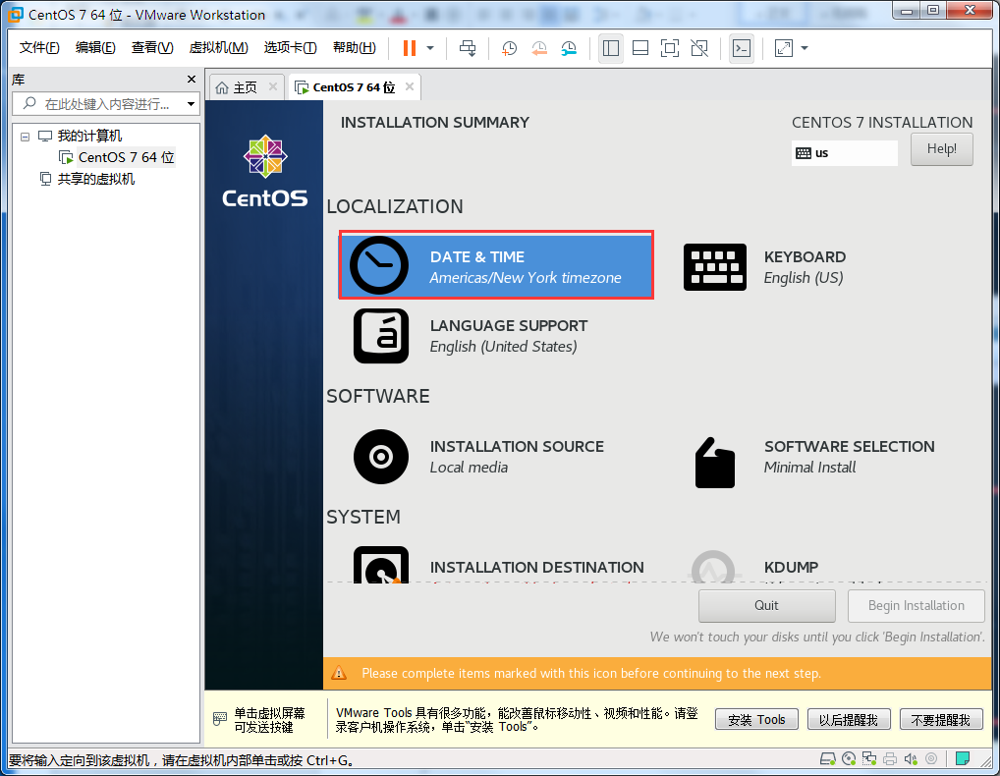 CentOS 7 64 位 - VMware Workstation
文件(F) 编辑(E) 查看(V) 虚拟机(M) 选项卡(T) 帮助(H)
库
在此处键入内容进行...
我的计算机
CentOS 7 64 位
共享的虚拟机
主页
CentOS 7 64 位
CentOS
INSTALLATION SUMMARY
CENTOS 7 INSTALLATION
us
Help!
LOCALIZATION
DATE & TIME
Americas/New York timezone
KEYBOARD
English (US)
LANGUAGE SUPPORT
English (United States)
SOFTWARE
INSTALLATION SOURCE
Local media
SOFTWARE SELECTION
Minimal Install
SYSTEM
INSTALLATION DESTINATION
KDUMP
Quit
Begin Installation
We won't touch your disks until you click 'Begin Installation'.
Please complete items marked with this icon before continuing to the next step.
单击虚拟屏幕
可发送按键
VMware Tools 具有很多功能，能改善鼠标移动性、视频和性能。请登
录客户机操作系统，单击“安装 Tools”。
安装 Tools
以后提醒我
不要提醒我
要将输入定向到该虚拟机，请在虚拟机内部单击或按 Ctrl+G。